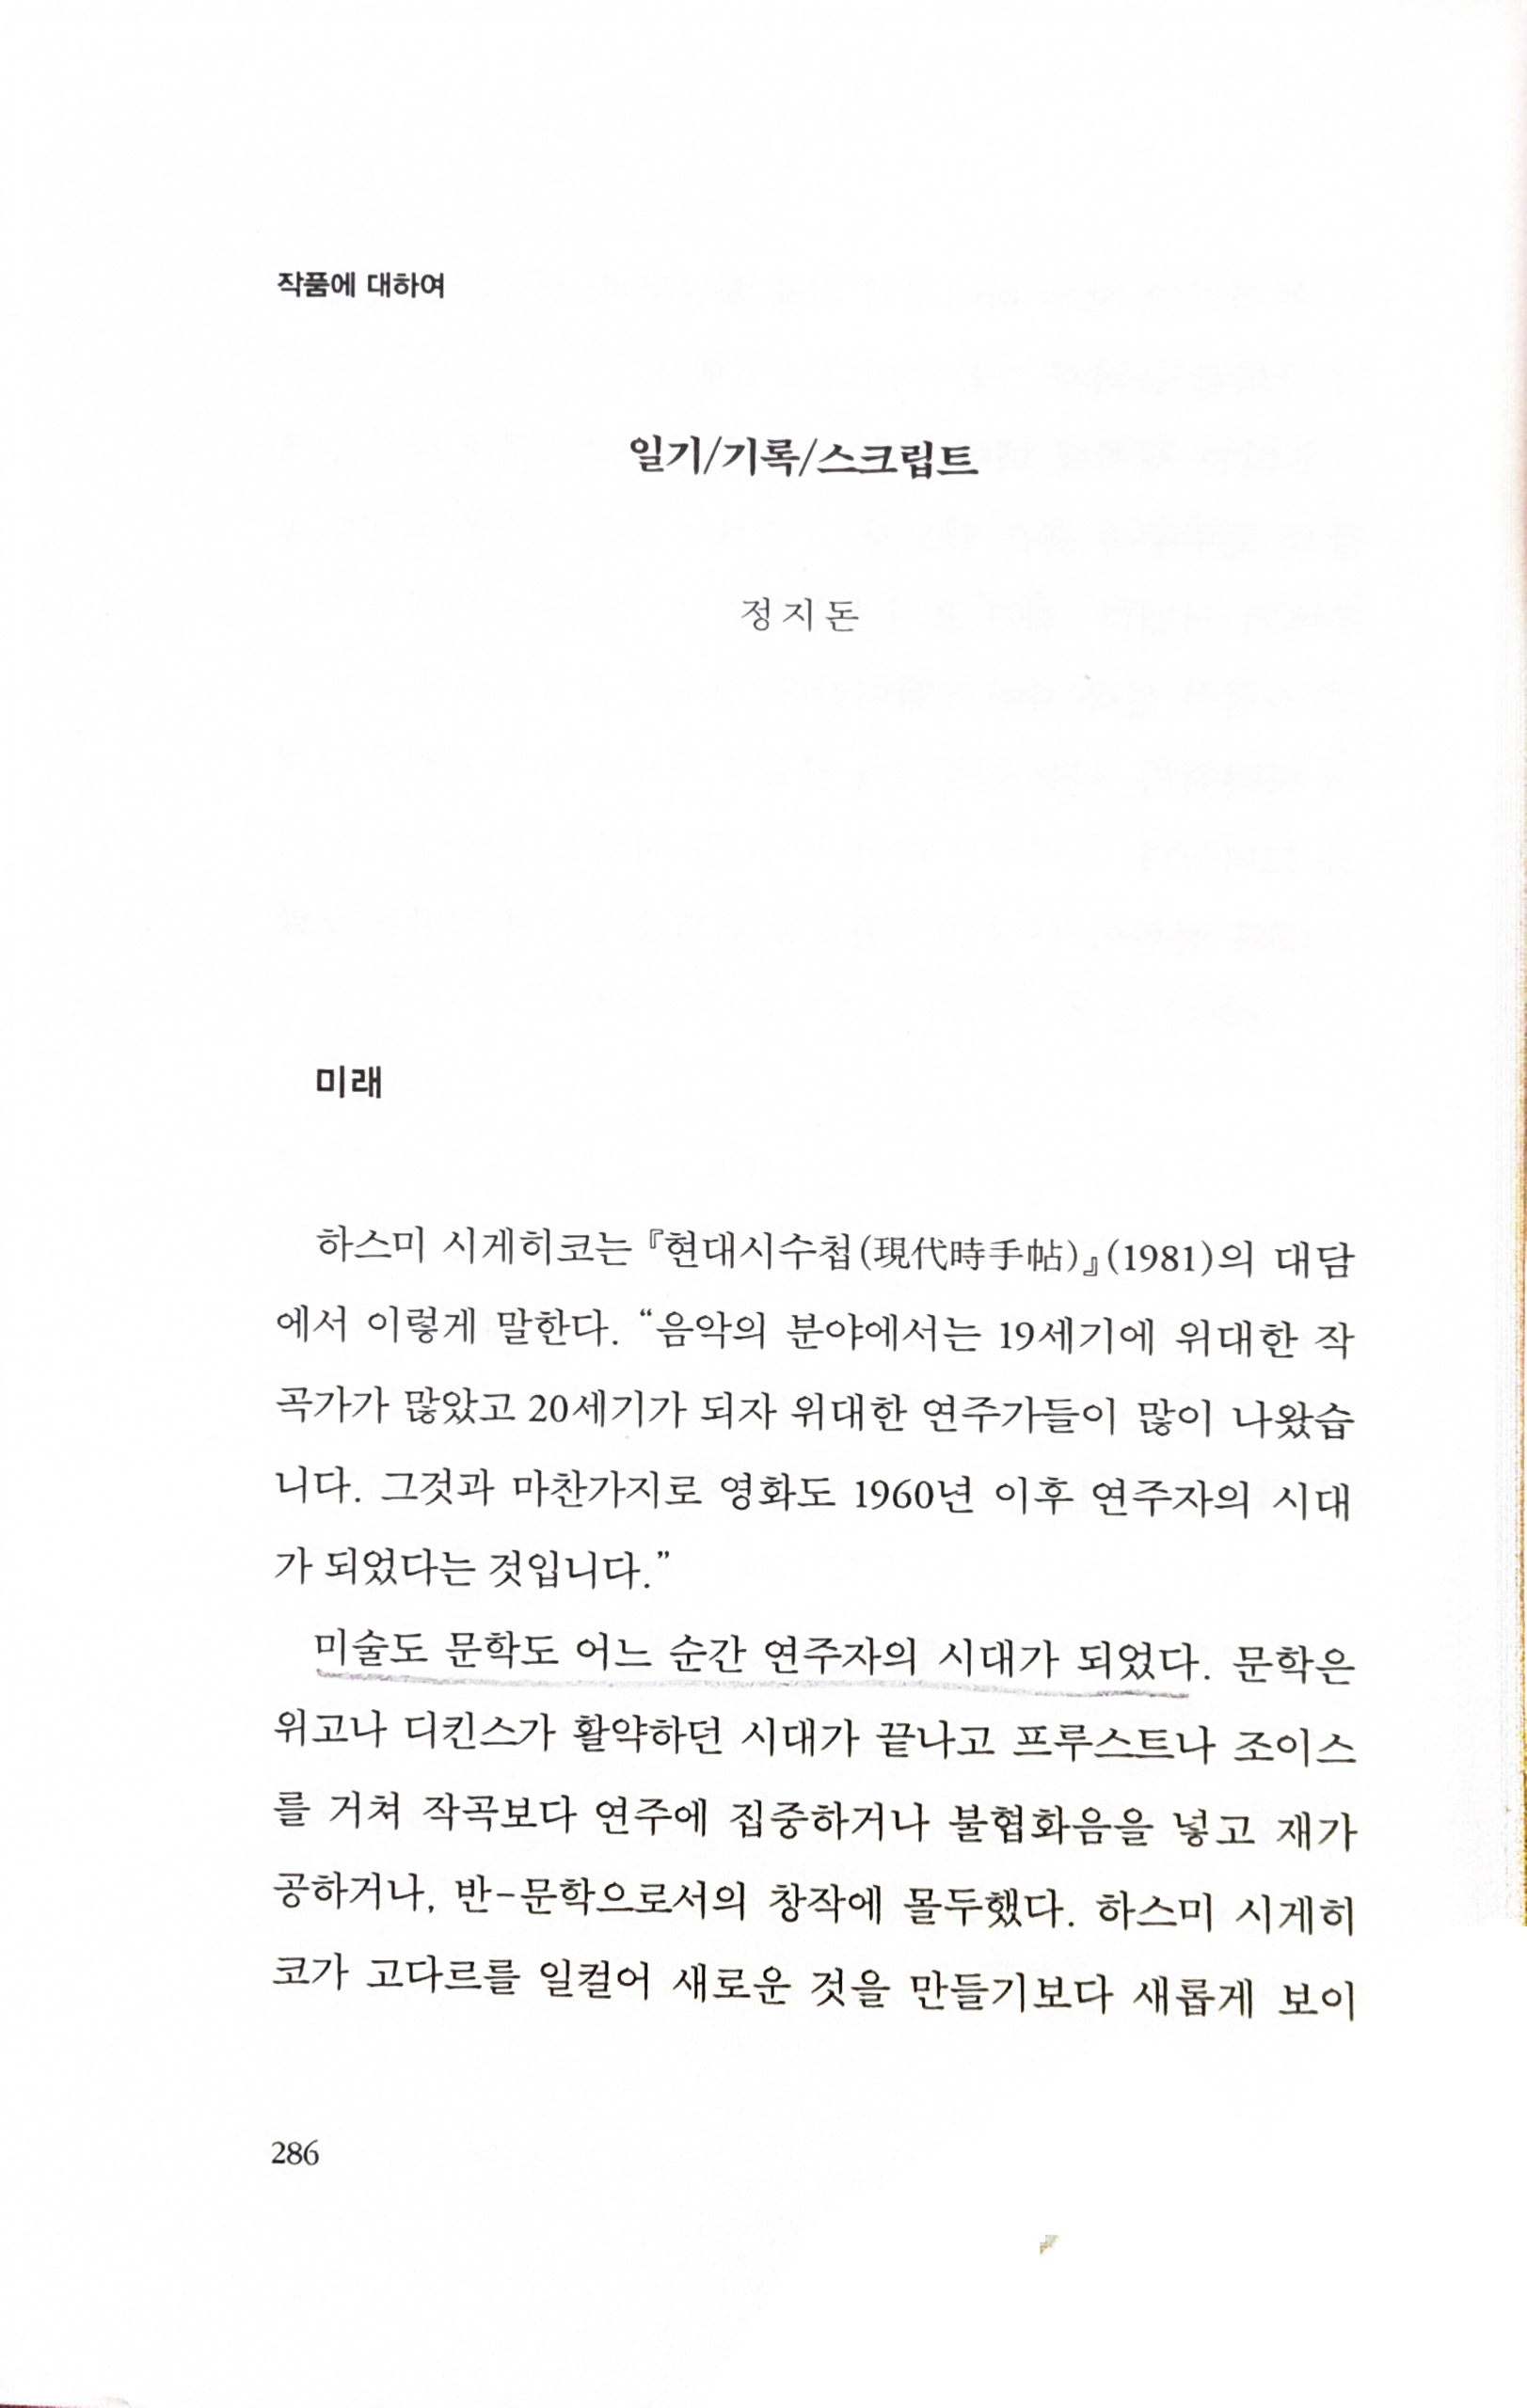 작품에 대하여
일기/기록/스크립트
정지돈
미래
하스미 시게히코는 『현대시수첩(現代時手帖)』(1981)의 대담
에서 이렇게 말한다. “음악의 분야에서는 19세기에 위대한 작
곡가가 많았고 20세기가 되자 위대한 연주가들이 많이 나왔습
니다. 그것과 마찬가지로 영화도 1960년 이후 연주자의 시대
가 되었다는 것입니다.”
미술도 문학도 어느 순간 연주자의 시대가 되었다. 문학은
위고나 디킨스가 활약하던 시대가 끝나고 프루스트나 조이스
를 거쳐 작곡보다 연주에 집중하거나 불협화음을 넣고 재가
공하거나, 반-문학으로서의 창작에 몰두했다. 하스미 시게히
코가 고다르를 일컬어 새로운 것을 만들기보다 새롭게 보이
286